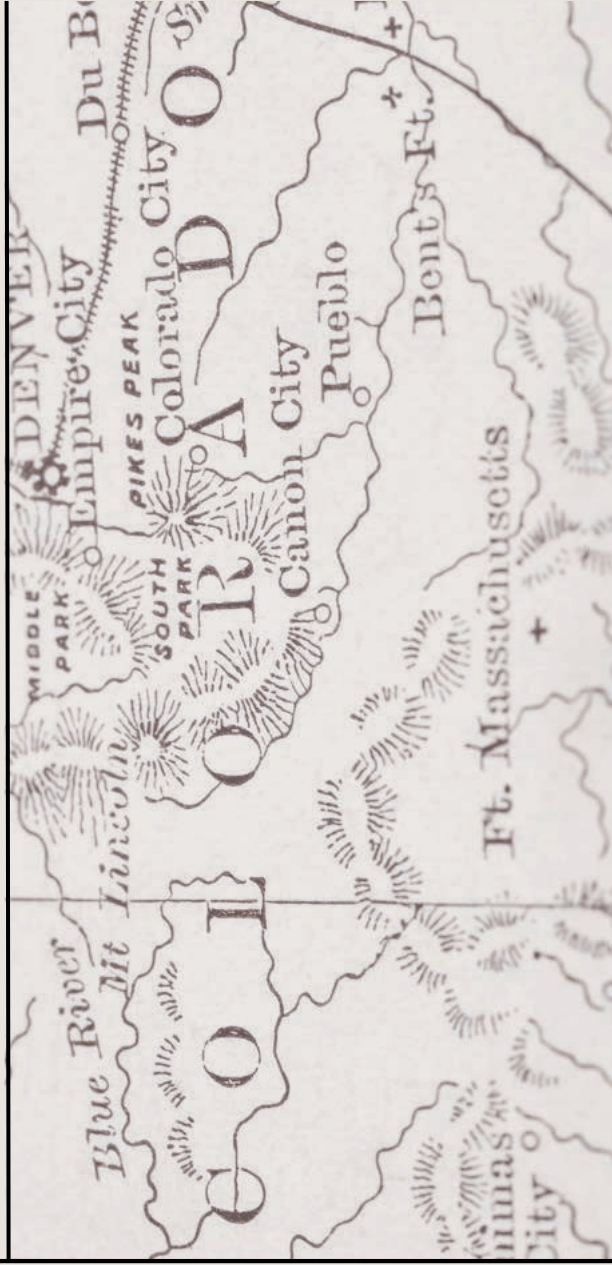 DENVER
Empire City
MIDDLE
PARK
PIKES PEAK
Colorado City
SOUTH
PARK
COLORADO
Canon City
Pueblo
Bent's Ft.
Ft. Massachusetts
Mt Lincoln
Blue River
City